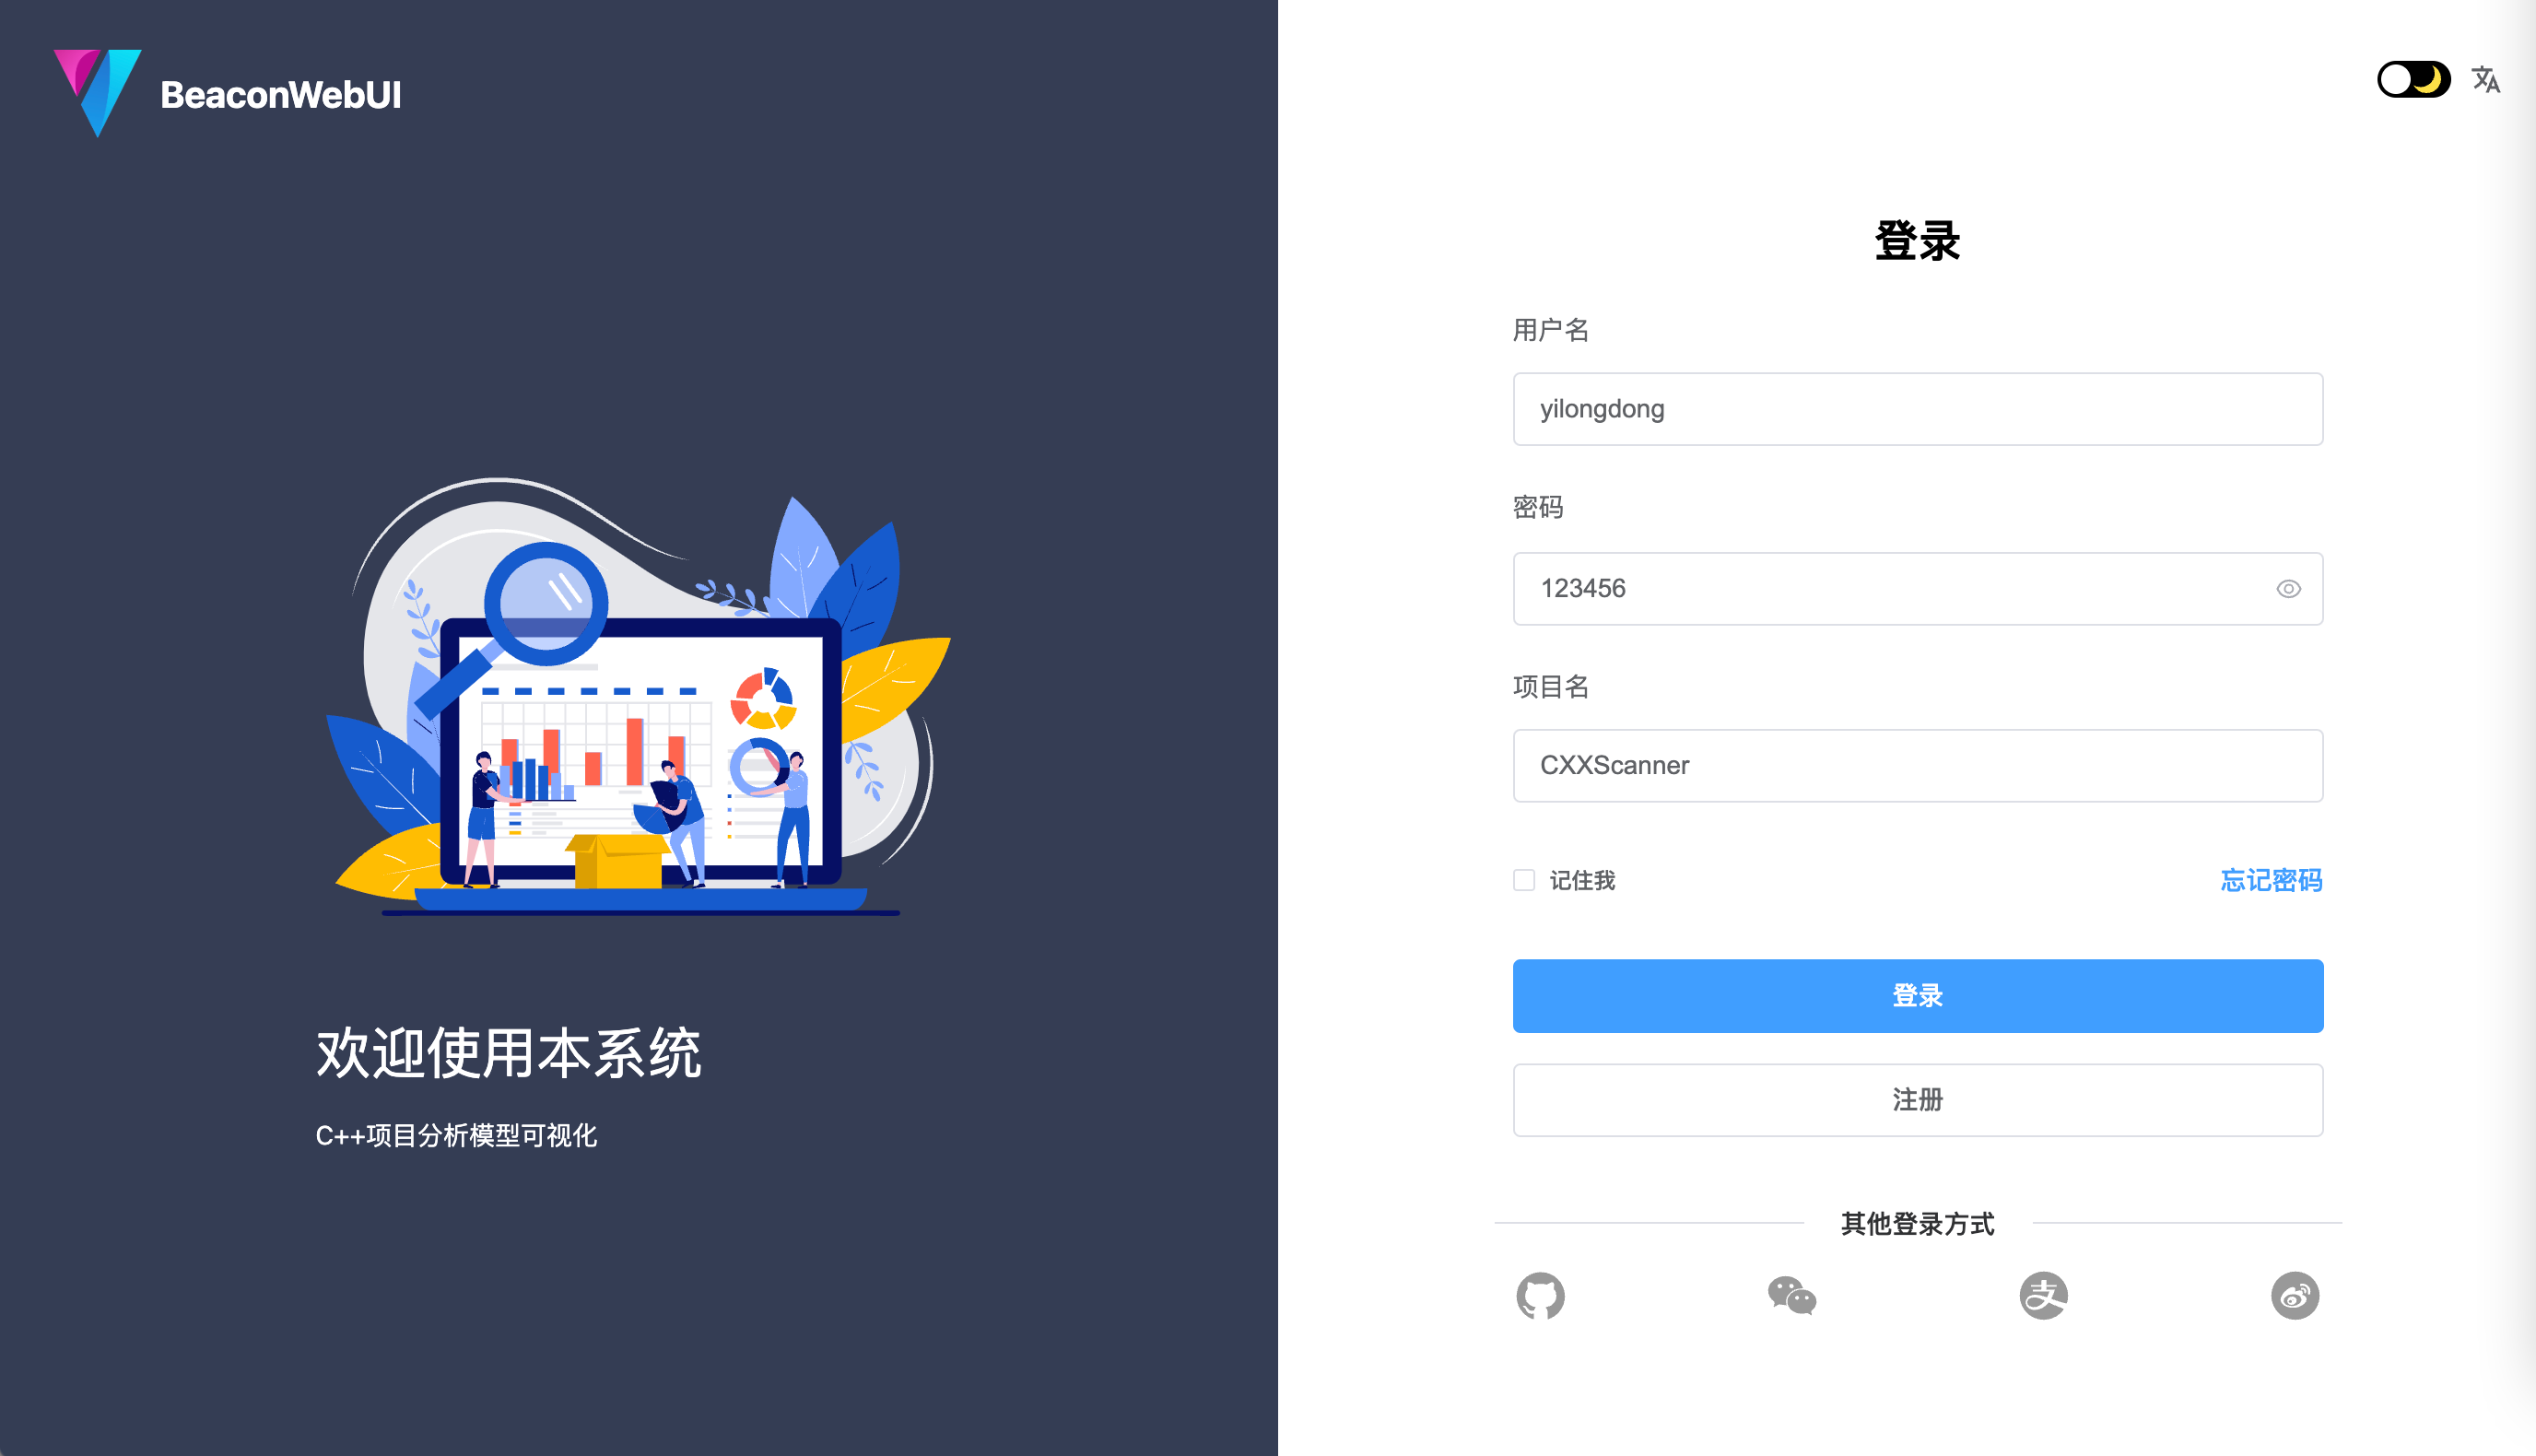 BeaconWebUI
欢迎使用本系统
C++项目分析模型可视化
登录
用户名
yilongdong
密码
123456
项目名
CXXScanner
记住我
忘记密码
登录
注册
其他登录方式